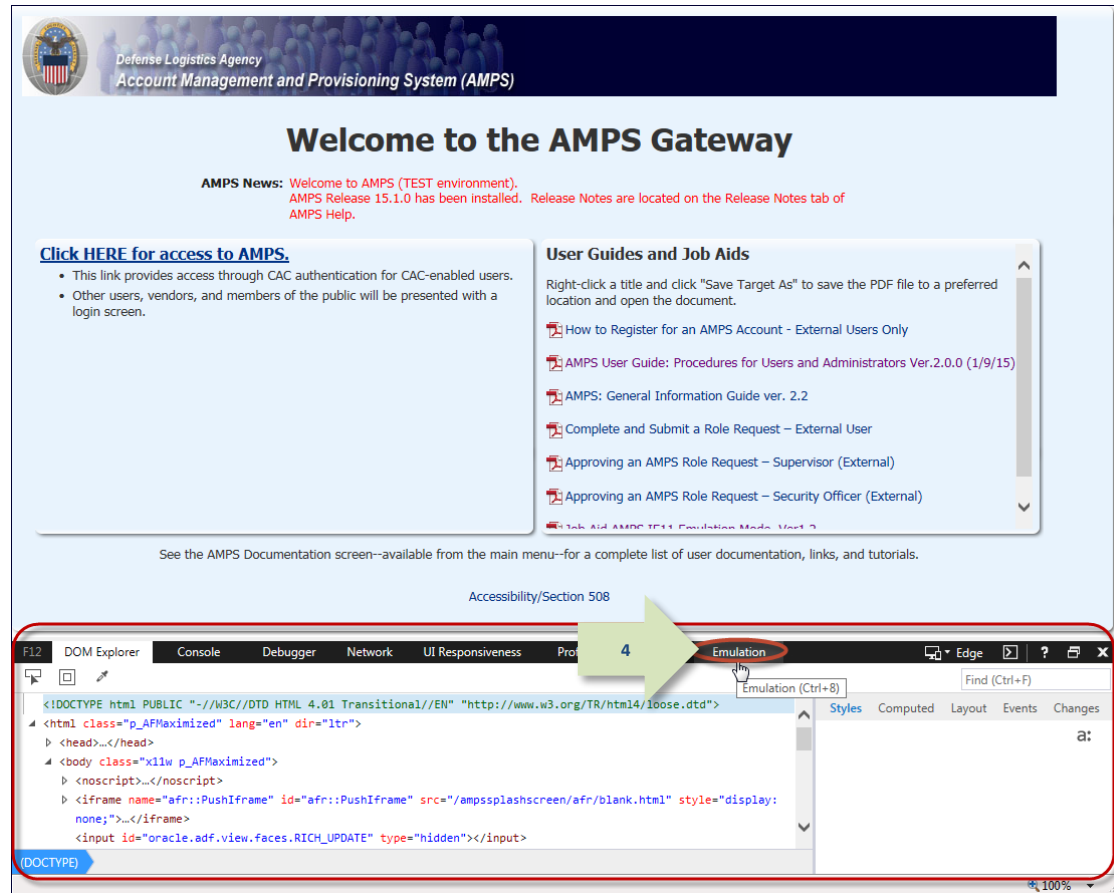 Defense Logistics Agency
Account Management and Provisioning System (AMPS)
Welcome to the AMPS Gateway
AMPS News: Welcome to AMPS (TEST environment).
AMPS Release 15.1.0 has been installed. Release Notes are located on the Release Notes tab of
AMPS Help.
Click HERE for access to AMPS.
• This link provides access through CAC authentication for CAC-enabled users.
• Other users, vendors, and members of the public will be presented with a
login screen.
User Guides and Job Aids
Right-click a title and click "Save Target As" to save the PDF file to a preferred
location and open the document.
How to Register for an AMPS Account - External Users Only
AMPS User Guide: Procedures for Users and Administrators Ver.2.0.0 (1/9/15)
AMPS: General Information Guide ver. 2.2
Complete and Submit a Role Request – External User
Approving an AMPS Role Request – Supervisor (External)
Approving an AMPS Role Request – Security Officer (External)
Job Aid AMPS IE11 Emulation Mode Ver1.2
See the AMPS Documentation screen--available from the main menu--for a complete list of user documentation, links, and tutorials.
Accessibility/Section 508
F12 DOM Explorer Console Debugger Network UI Responsiveness Prof 4 Emulation Edge ? X
Emulation (Ctrl+8)
Find (Ctrl+F)
<!DOCTYPE html PUBLIC "-//W3C//DTD HTML 4.01 Transitional//EN" "http://www.w3.org/TR/html4/loose.dtd">
<html class="p_AFMaximized" lang="en" dir="ltr">
<head>…</head>
<body class="x11w p_AFMaximized">
<noscript>…</noscript>
<iframe name="afr::PushIframe" id="afr::PushIframe" src="/ampssplashscreen/afr/blank.html" style="display:
none;">…</iframe>
<input id="oracle.adf.view.faces.RICH_UPDATE" type="hidden"></input>
Styles Computed Layout Events Changes
a:
(DOCTYPE)
100%